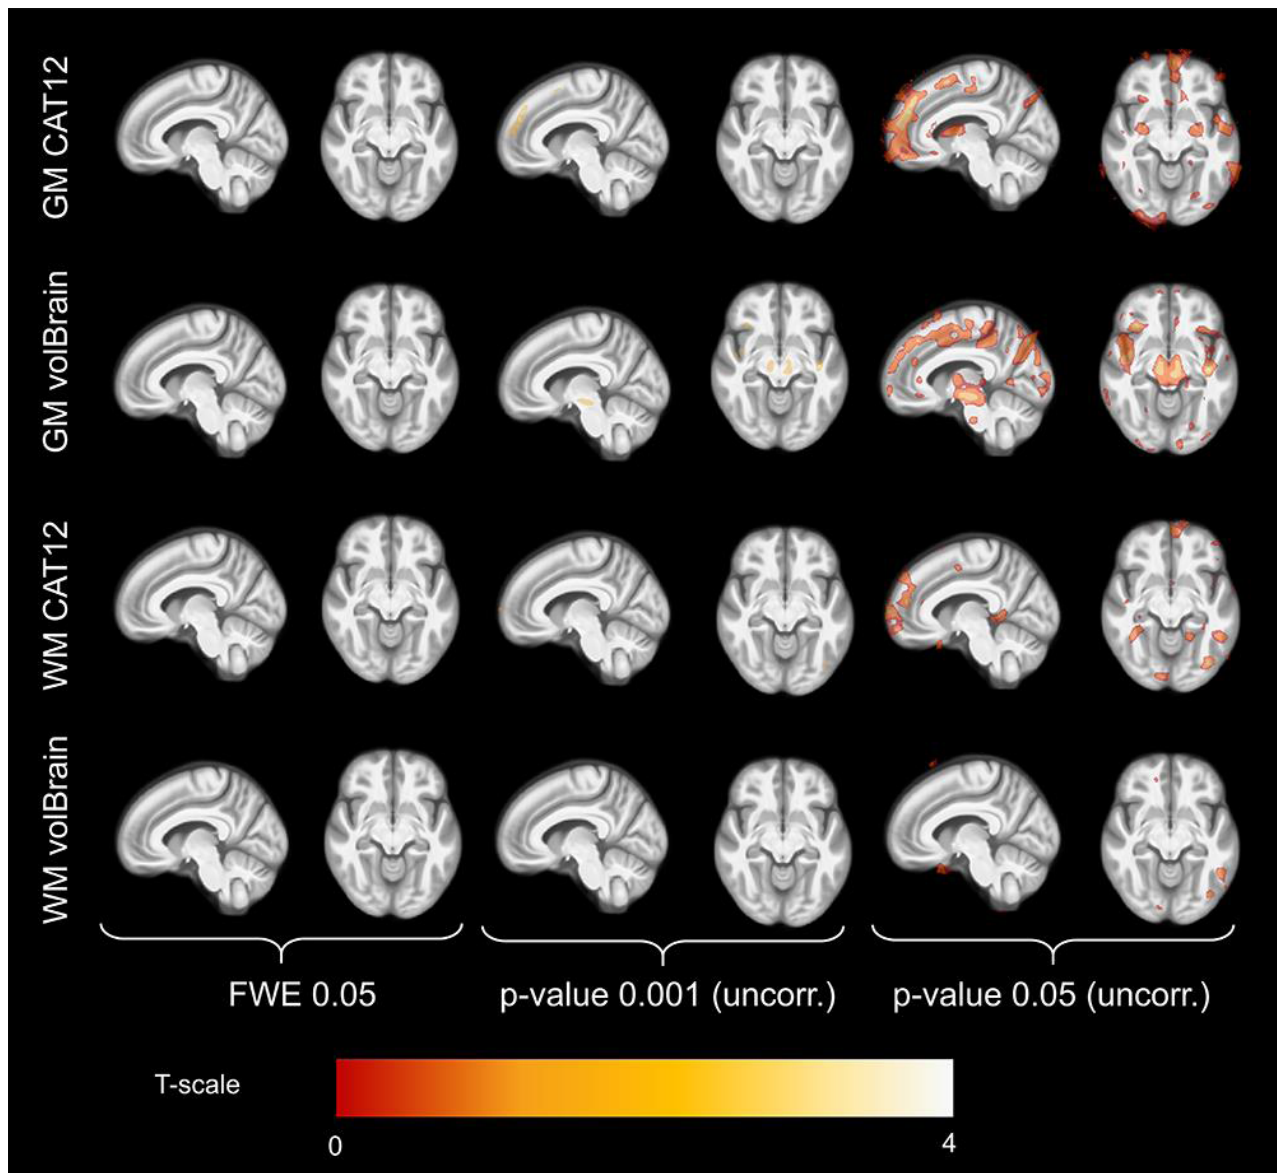 GM CAT12
GM volBrain
WM CAT12
WM volBrain
FWE 0.05
p-value 0.001 (uncorr.)
p-value 0.05 (uncorr.)
T-scale
0
4